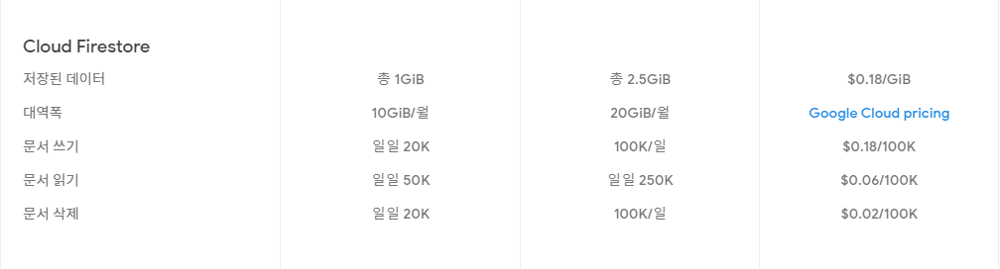 Cloud Firestore
저장된 데이터 총 1GiB 총 2.5GiB $0.18/GiB
대역폭 10GiB/월 20GiB/월 Google Cloud pricing
문서 쓰기 일일 20K 100K/일 $0.18/100K
문서 읽기 일일 50K 일일 250K $0.06/100K
문서 삭제 일일 20K 100K/일 $0.02/100K